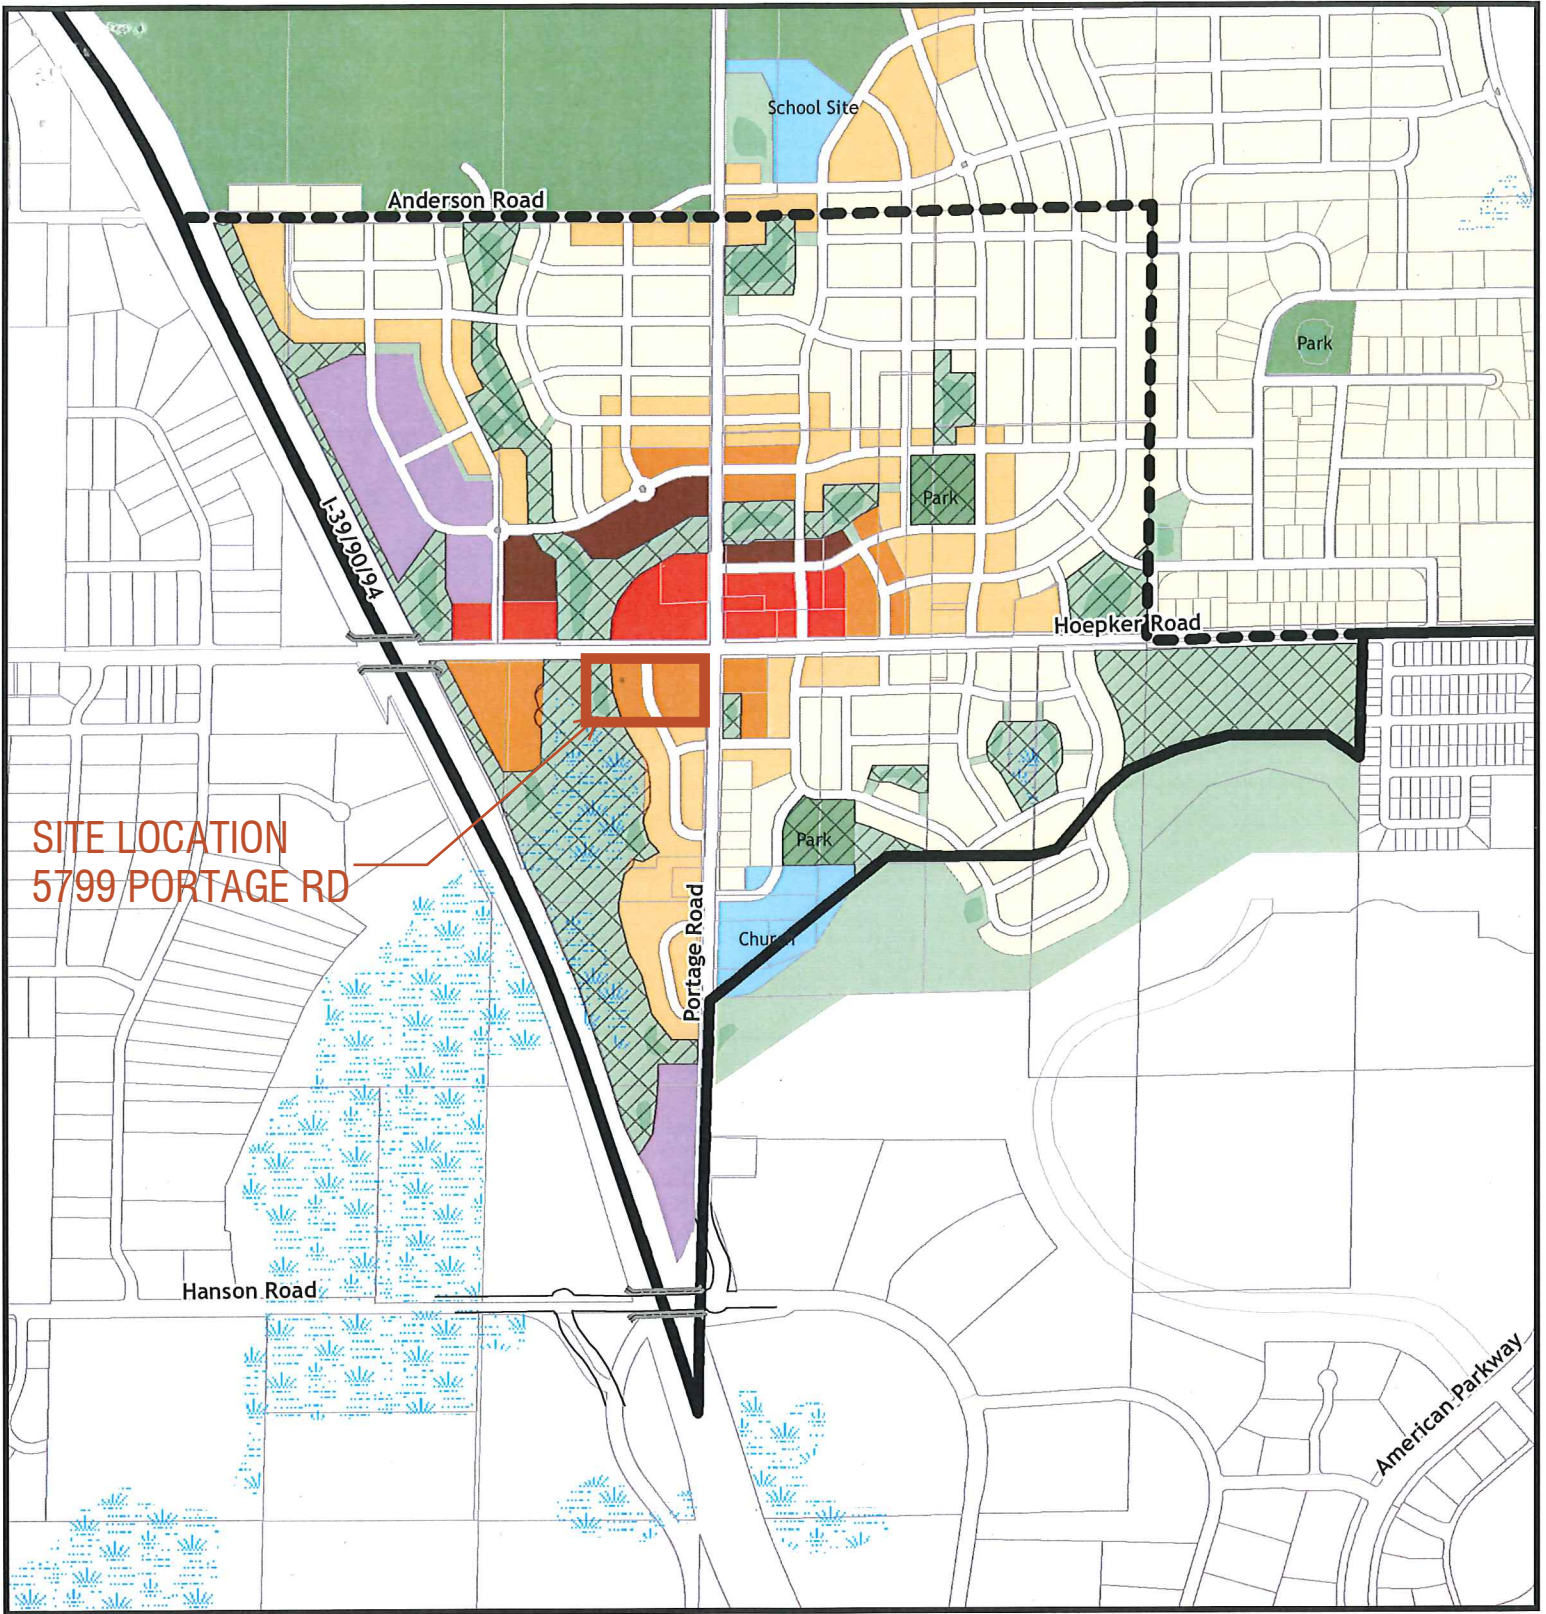 School Site
Anderson Road
Park
Park
I-39/90/94
Hoepker Road
SITE LOCATION
5799 PORTAGE RD
Park
Church
Portage Road
Hanson Road
American Parkway